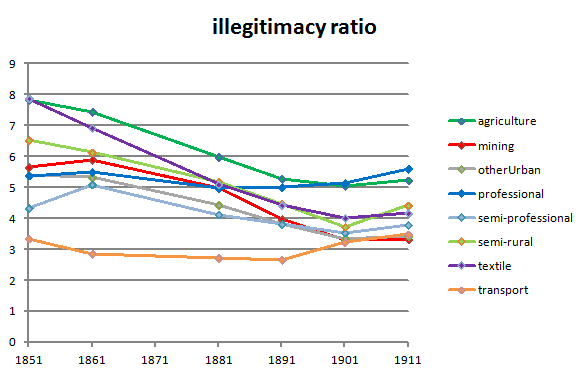 illegitimacy ratio
9
8
7
6
5
4
3
2
1
0
1851 1861 1871 1881 1891 1901 1911
agriculture
mining
otherUrban
professional
semi-professional
semi-rural
textile
transport